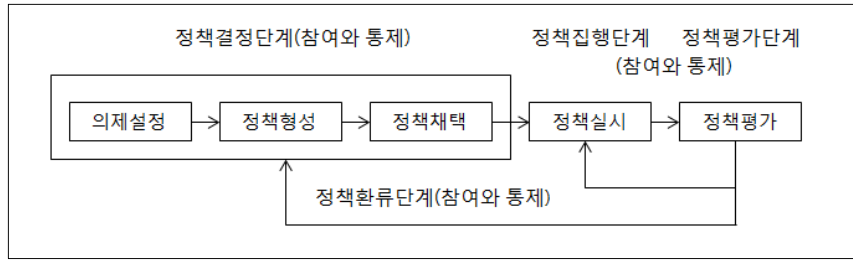 정책결정단계(참여와 통제)
정책집행단계 정책평가단계
(참여와 통제)
의제설정 정책형성 정책채택 정책실시 정책평가
정책환류단계(참여와 통제)